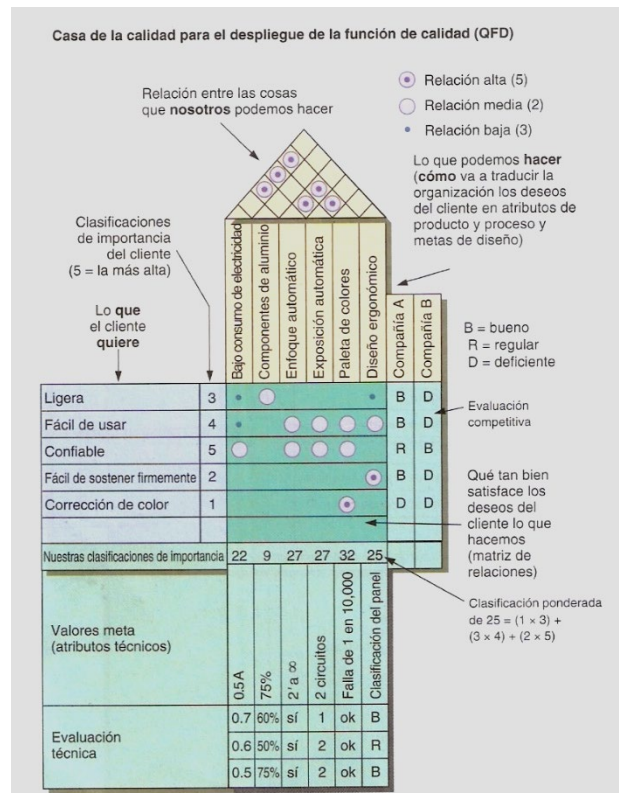 Casa de la calidad para el despliegue de la función de calidad (QFD)
Relación entre las cosas
que nosotros podemos hacer
Relación alta (5)
Relación media (2)
Relación baja (3)
Lo que podemos hacer
(cómo va a traducir la
organización los deseos
del cliente en atributos de
producto y proceso y
metas de diseño)
Clasificaciones
de importancia
del cliente
(5 = la más alta)
Lo que
el cliente
quiere
Bajo consumo de electricidad
Componentes de aluminio
Enfoque automático
Exposición automática
Paleta de colores
Diseño ergonómico
Compañía A
Compañía B
B = bueno
R = regular
D = deficiente
Ligera 3 B D
Fácil de usar 4 B D
Confiable 5 R B
Fácil de sostener firmemente 2 B D
Corrección de color 1 D D
Evaluación
competitiva
Qué tan bien
satisface los
deseos del
cliente lo que
hacemos
(matriz de
relaciones)
Nuestras clasificaciones de importancia 22 9 27 27 32 25
Clasificación ponderada
de 25 = (1 × 3) +
(3 × 4) + (2 × 5)
Valores meta
(atributos técnicos)
0.5 A
75%
2' a ∞
2 circuitos
Falla de 1 en 10,000
Clasificación del panel
Evaluación
técnica
0.7 60% sí 1 ok B
0.6 50% sí 2 ok R
0.5 75% sí 2 ok B